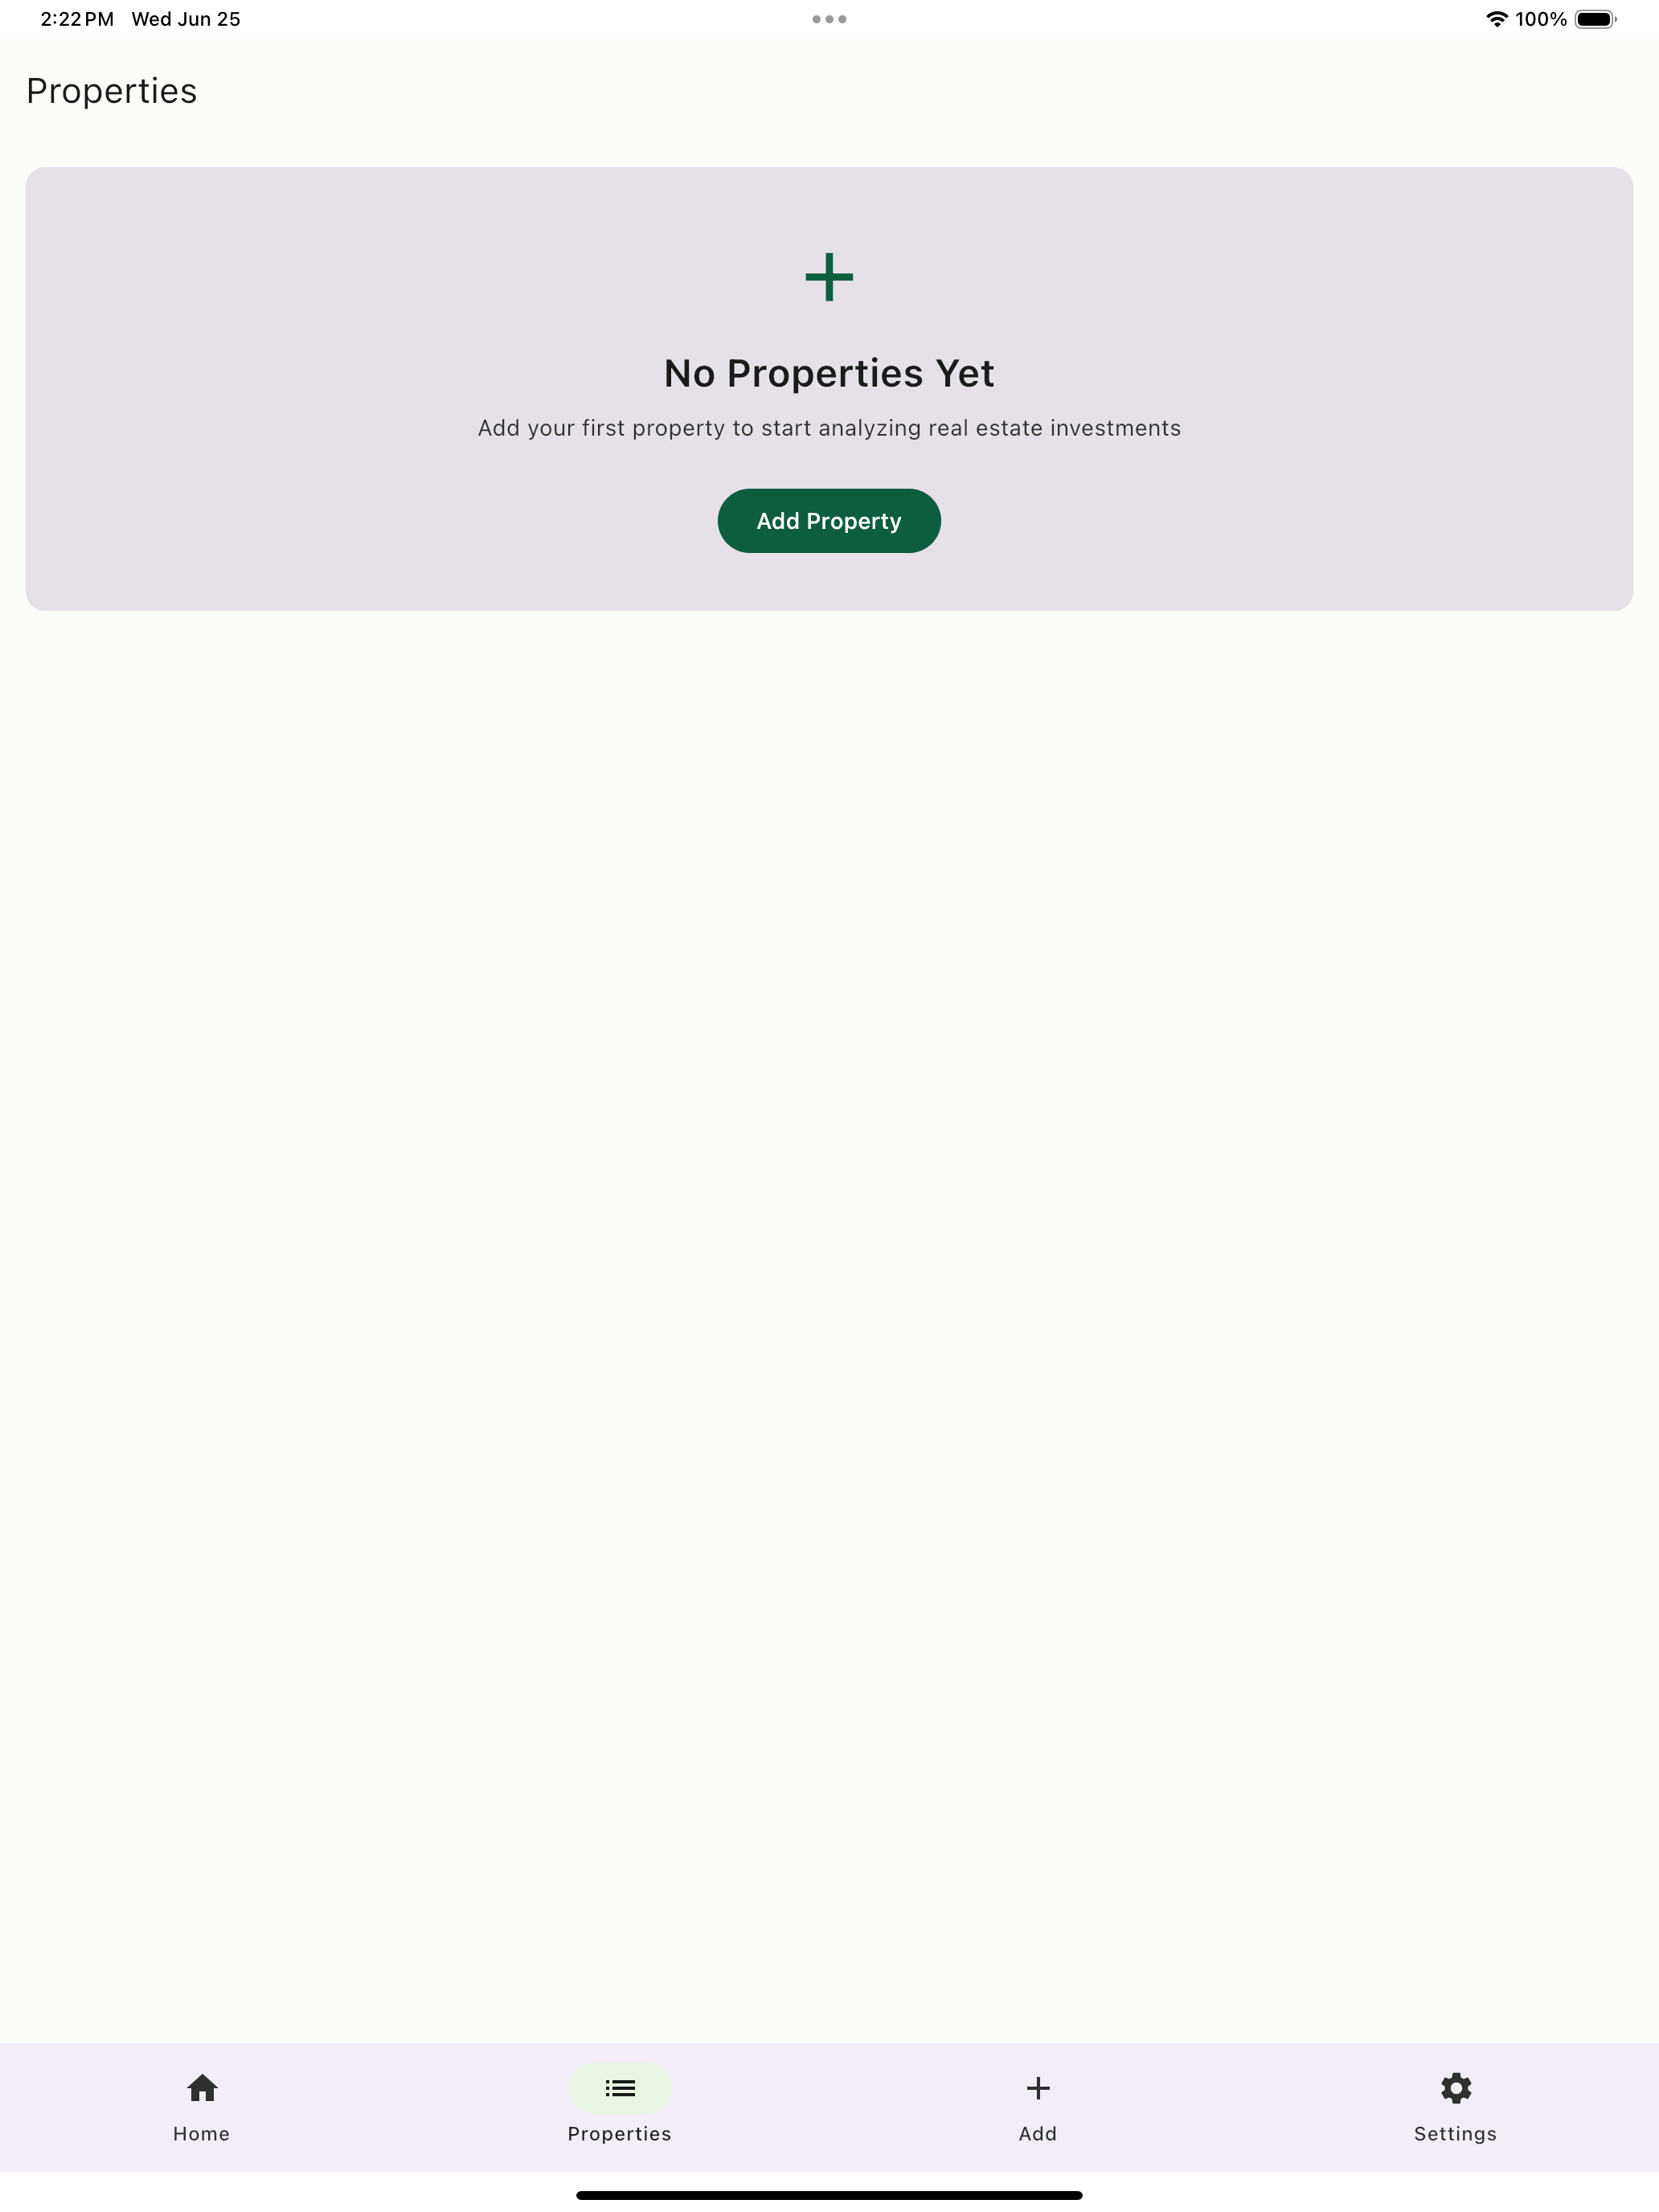 2:22 PM Wed Jun 25 100%
Properties
No Properties Yet
Add your first property to start analyzing real estate investments
Add Property
Home Properties Add Settings